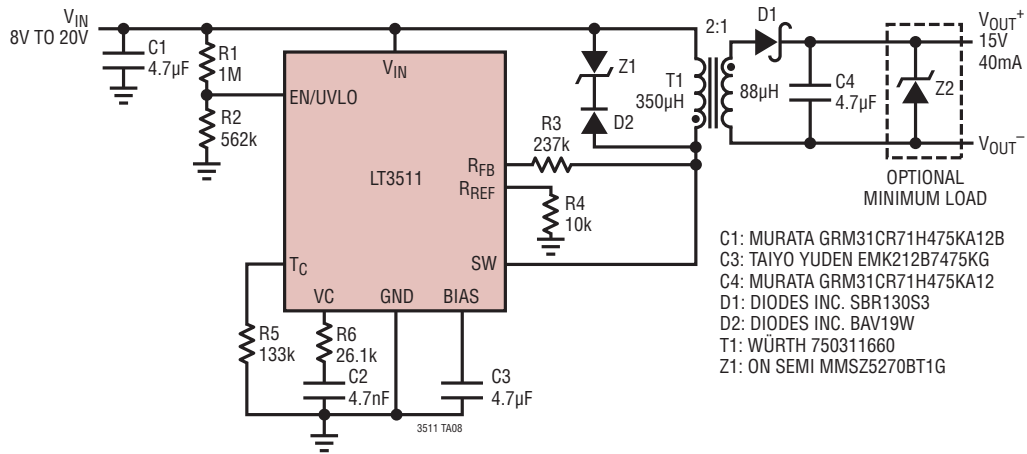 VIN
8V TO 20V
C1
4.7µF
R1
1M
R2
562k
VIN
EN/UVLO
LT3511
RFB
RREF
SW
TC
VC
GND
BIAS
Z1
D2
R3
237k
R4
10k
T1
350µH
2:1
88µH
D1
C4
4.7µF
Z2
VOUT+
15V
40mA
VOUT–
OPTIONAL
MINIMUM LOAD
R5
133k
R6
26.1k
C2
4.7nF
C3
4.7µF
3511 TA08
C1: MURATA GRM31CR71H475KA12B
C3: TAIYO YUDEN EMK212B7475KG
C4: MURATA GRM31CR71H475KA12
D1: DIODES INC. SBR130S3
D2: DIODES INC. BAV19W
T1: WÜRTH 750311660
Z1: ON SEMI MMSZ5270BT1G